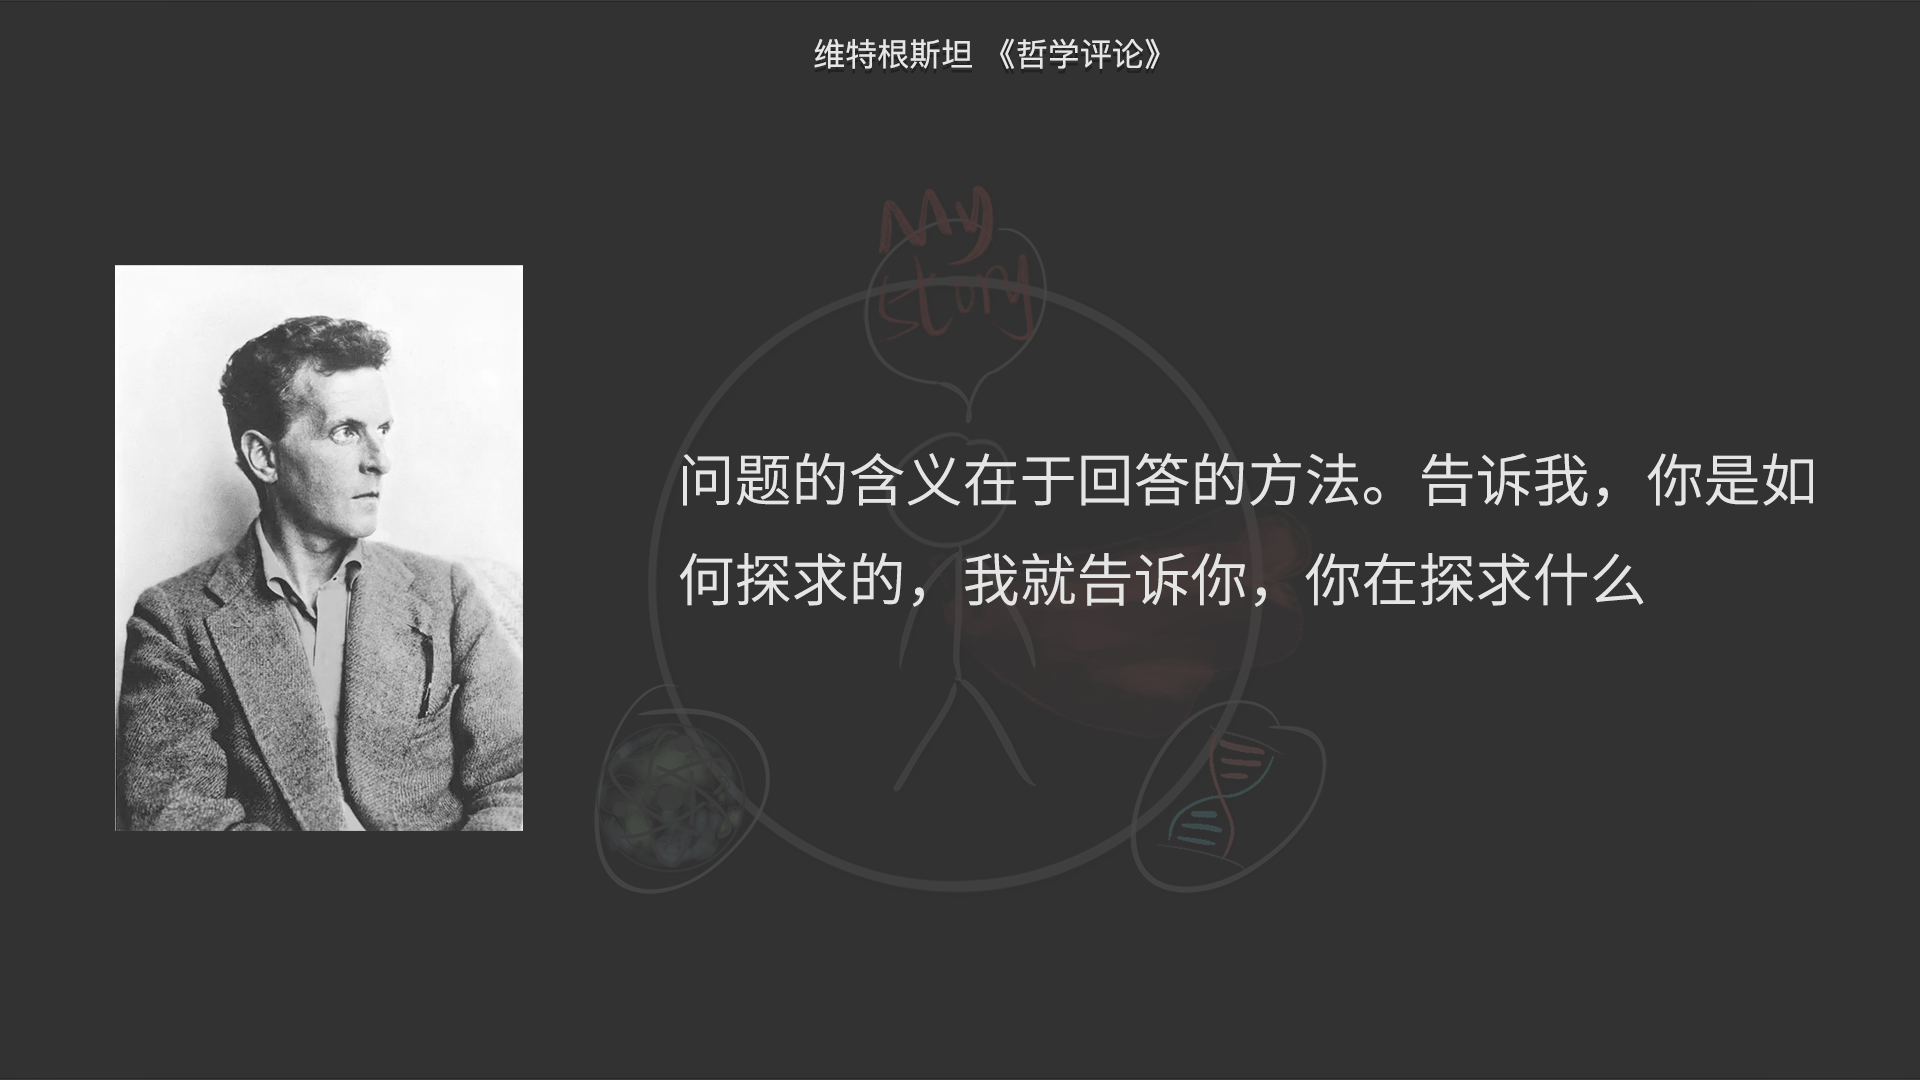 维特根斯坦 《哲学评论》
My
story
问题的含义在于回答的方法。告诉我，你是如
何探求的，我就告诉你，你在探求什么